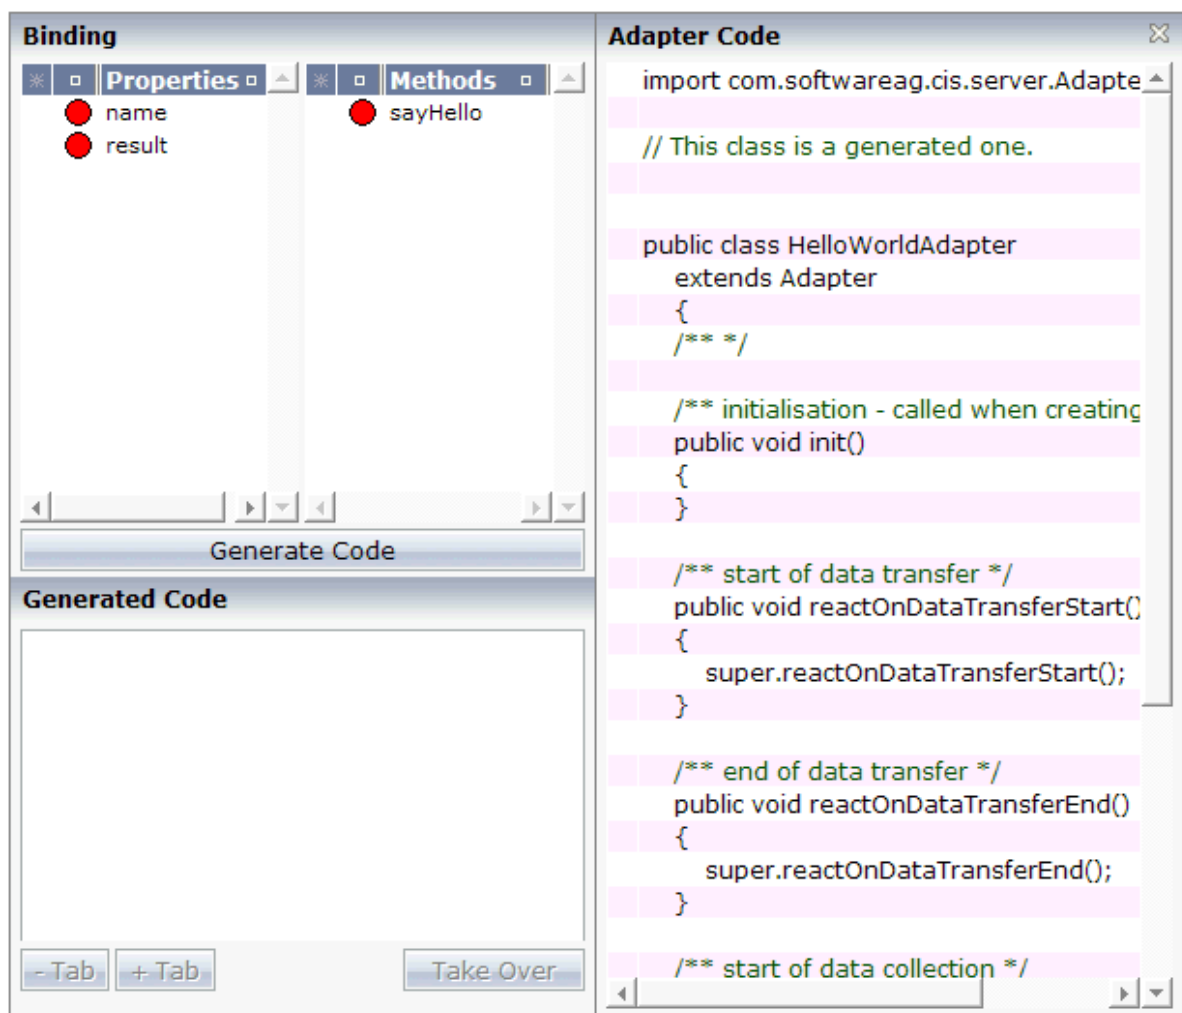 Binding
Properties
Methods
name
result
sayHello
Generate Code
Generated Code
- Tab
+ Tab
Take Over
Adapter Code
import com.softwareag.cis.server.Adapte
// This class is a generated one.
public class HelloWorldAdapter
extends Adapter
{
/** */
/** initialisation - called when creating
public void init()
{
}
/** start of data transfer */
public void reactOnDataTransferStart()
{
super.reactOnDataTransferStart();
}
/** end of data transfer */
public void reactOnDataTransferEnd()
{
super.reactOnDataTransferEnd();
}
/** start of data collection */